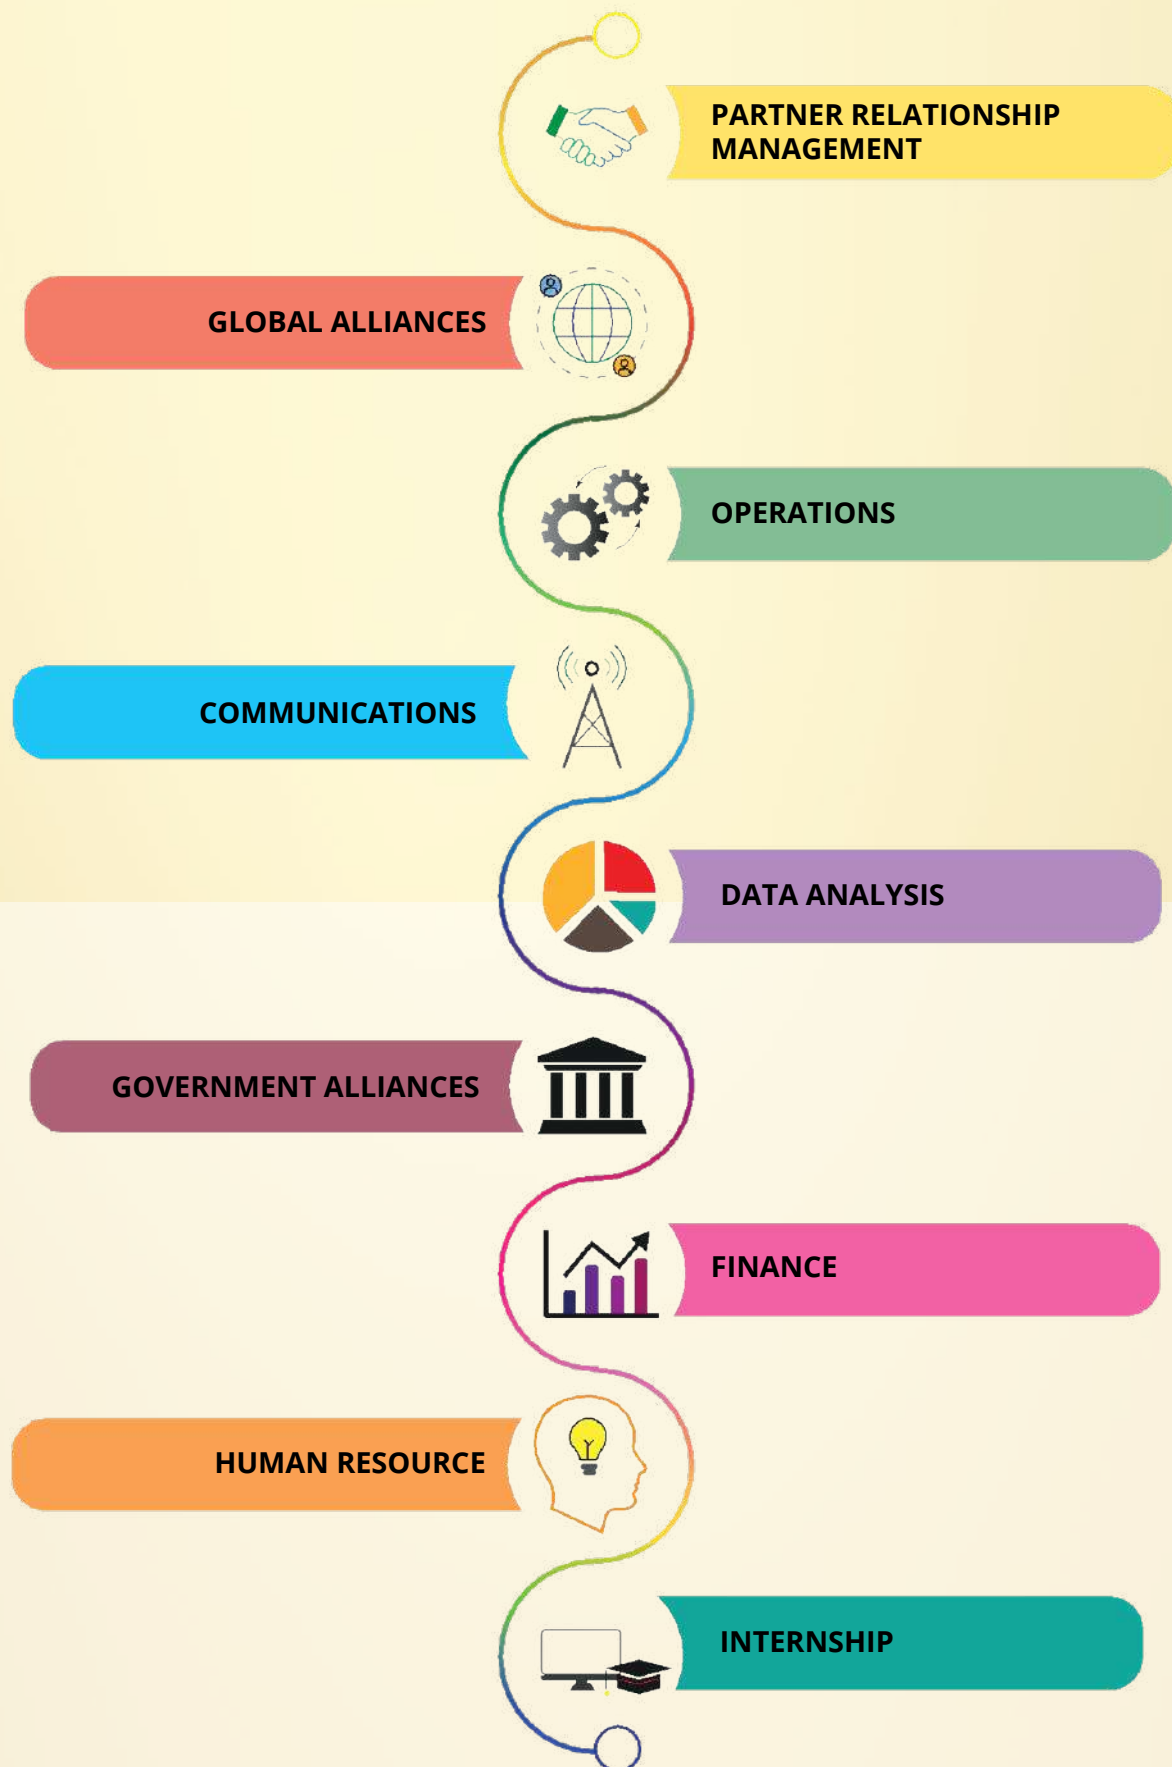 PARTNER RELATIONSHIP
MANAGEMENT
GLOBAL ALLIANCES
OPERATIONS
COMMUNICATIONS
DATA ANALYSIS
GOVERNMENT ALLIANCES
FINANCE
HUMAN RESOURCE
INTERNSHIP